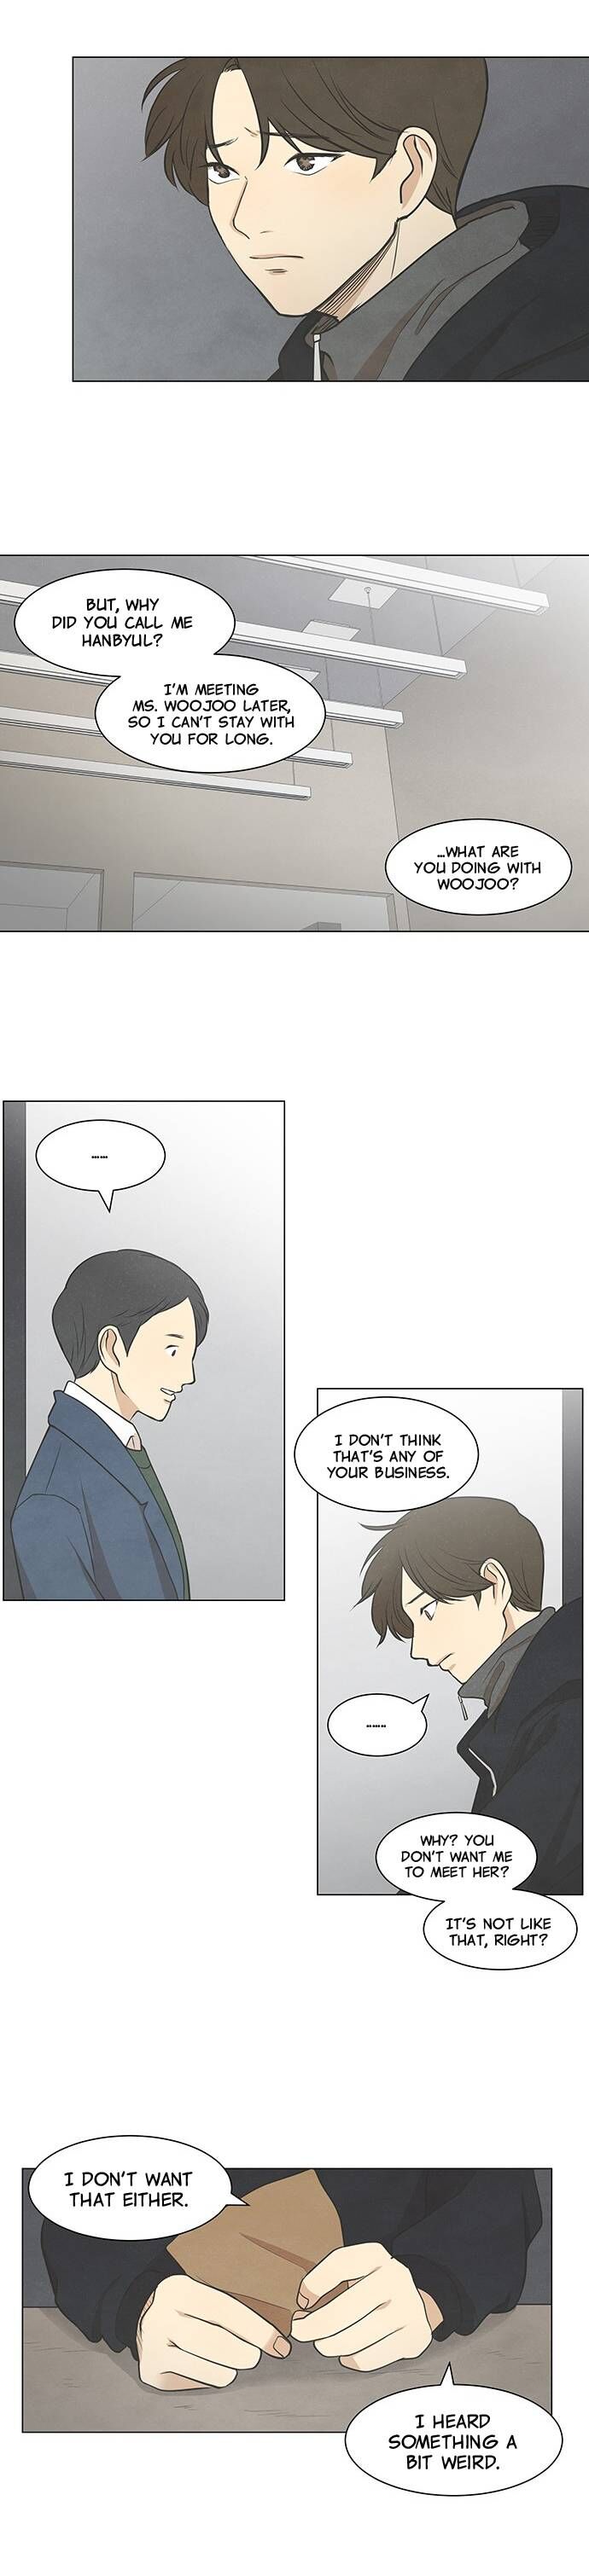 BUT, WHY
DID YOU CALL ME
HANBYUL?
I'M MEETING
MS. WOOJOO LATER,
SO I CAN'T STAY WITH
YOU FOR LONG.
...WHAT ARE
YOU DOING WITH
WOOJOO?
......
I DON'T THINK
THAT'S ANY OF
YOUR BUSINESS.
......
WHY? YOU
DON'T WANT ME
TO MEET HER?
IT'S NOT LIKE
THAT, RIGHT?
I DON'T WANT
THAT EITHER.
I HEARD
SOMETHING A
BIT WEIRD.